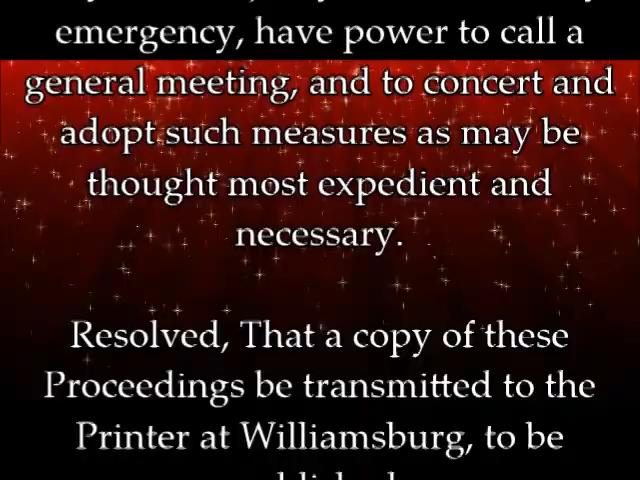 emergency, have power to call a
general meeting, and to concert and
adopt such measures as may be
thought most expedient and
necessary.
Resolved, That a copy of these
Proceedings be transmitted to the
Printer at Williamsburg, to be